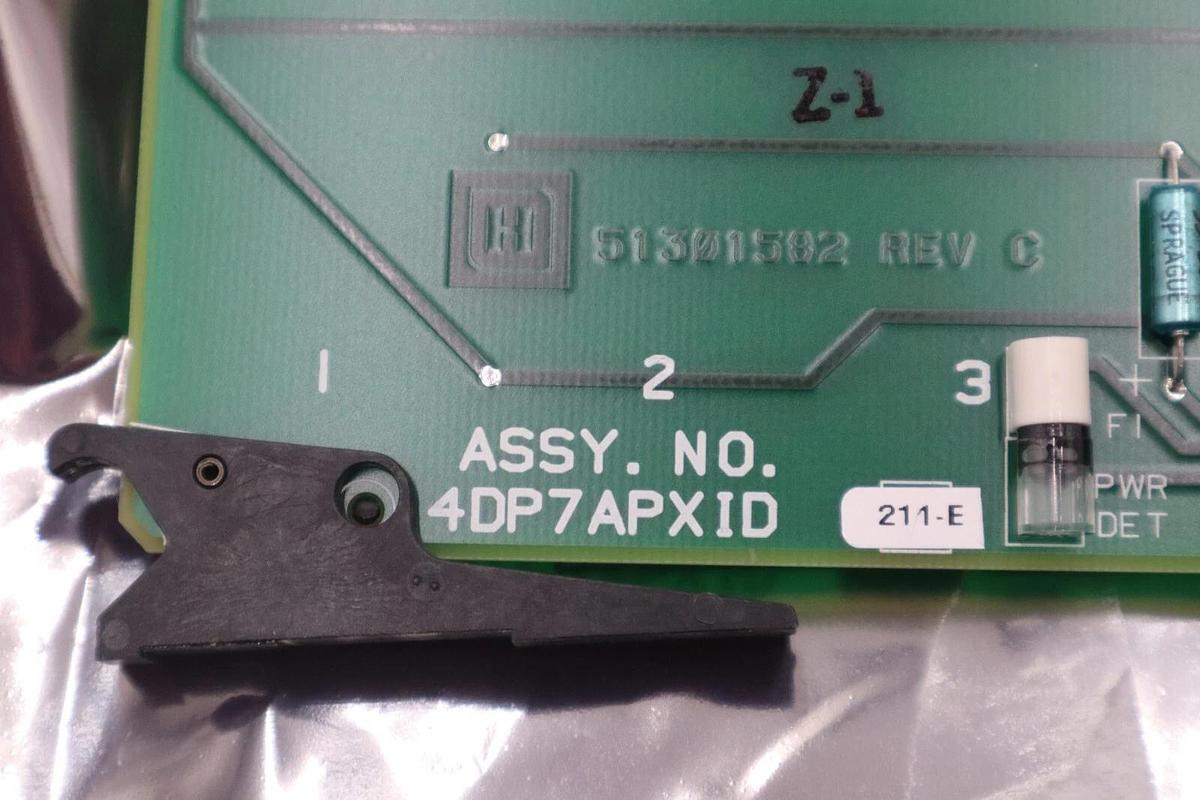 Z-1
H
51301582 REV C
SPRAGUE
1 2 3
+
F1
ASSY. NO.
PWR
4DP7APXID
211-E
DET